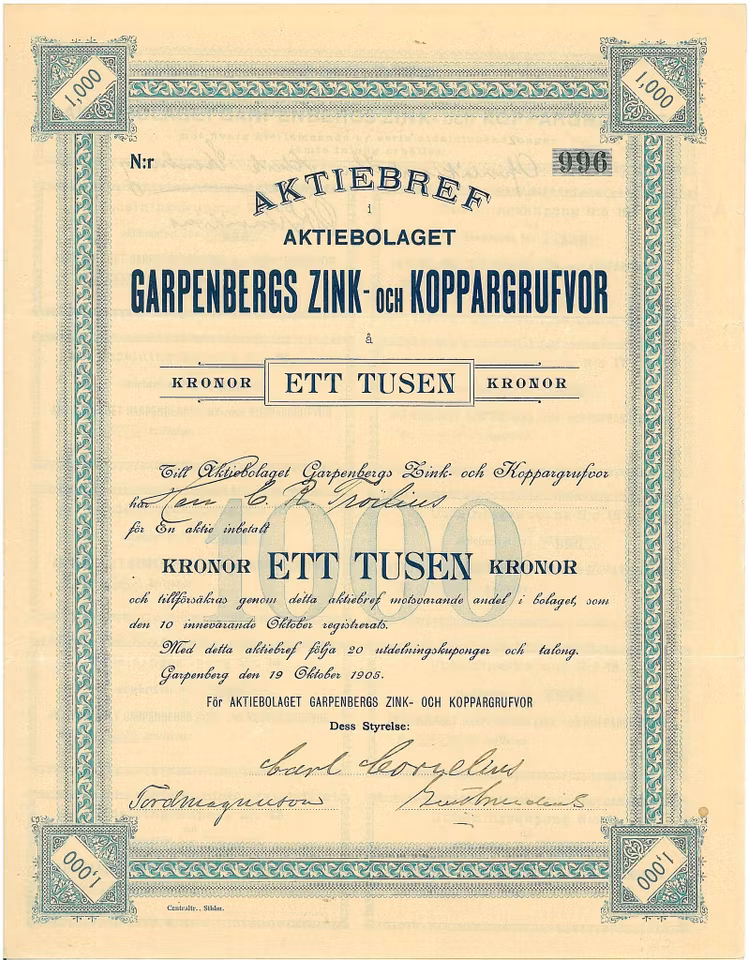 1,000
1,000
N:r 996
AKTIEBREF
i
AKTIEBOLAGET
GARPENBERGS ZINK- OCH KOPPARGRUFVOR
å
KRONOR ETT TUSEN KRONOR
1000
Till Aktiebolaget Garpenbergs Zink- och Koppargrufvor
har Herr C. R. Troilius
för En aktie inbetalt
KRONOR ETT TUSEN KRONOR
och tillförsäkras genom detta aktiebref motsvarande andel i bolaget, som
den 10 innevarande Oktober registrerats.
Med detta aktiebref följa 20 utdelningskuponger och talong.
Garpenberg den 19 Oktober 1905.
För AKTIEBOLAGET GARPENBERGS ZINK- OCH KOPPARGRUFVOR
Dess Styrelse:
Carl Cornelius
Tord Magnuson
1,000
1,000
Centraltr., Sthlm.